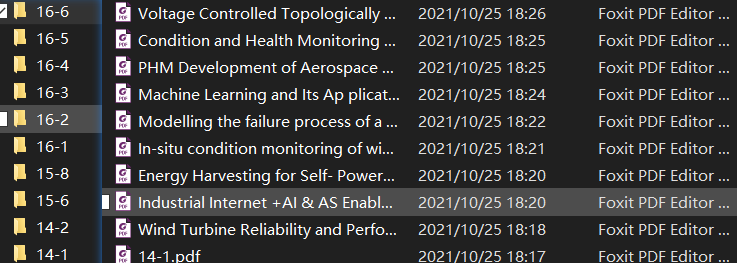 16-6 Voltage Controlled Topologically ... 2021/10/25 18:26 Foxit PDF Editor ...
16-5 Condition and Health Monitoring ... 2021/10/25 18:25 Foxit PDF Editor ...
16-4 PHM Development of Aerospace ... 2021/10/25 18:25 Foxit PDF Editor ...
16-3 Machine Learning and Its Ap plicat... 2021/10/25 18:24 Foxit PDF Editor ...
16-2 Modelling the failure process of a ... 2021/10/25 18:22 Foxit PDF Editor ...
16-1 In-situ condition monitoring of wi... 2021/10/25 18:21 Foxit PDF Editor ...
15-8 Energy Harvesting for Self- Power... 2021/10/25 18:20 Foxit PDF Editor ...
15-6 Industrial Internet +AI & AS Enabl... 2021/10/25 18:20 Foxit PDF Editor ...
14-2 Wind Turbine Reliability and Perfo... 2021/10/25 18:18 Foxit PDF Editor ...
14-1 14-1.pdf 2021/10/25 18:17 Foxit PDF Editor ...